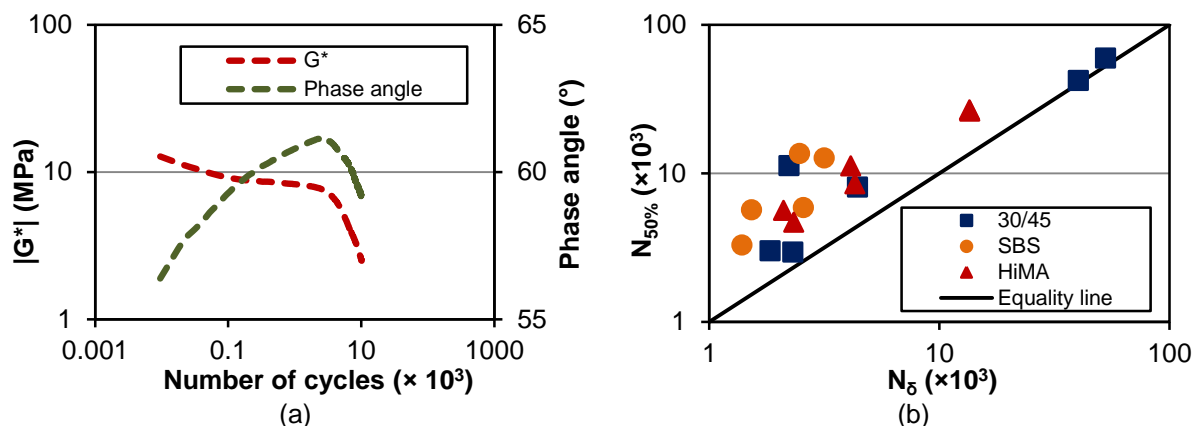 100
10
1
|G*| (MPa)
G*
Phase angle
65
60
55
Phase angle (°)
0.001
0.1
10
1000
Number of cycles (× 10³)
(a)
100
10
1
N50% (×10³)
30/45
SBS
HiMA
Equality line
1
10
100
Nδ (×10³)
(b)